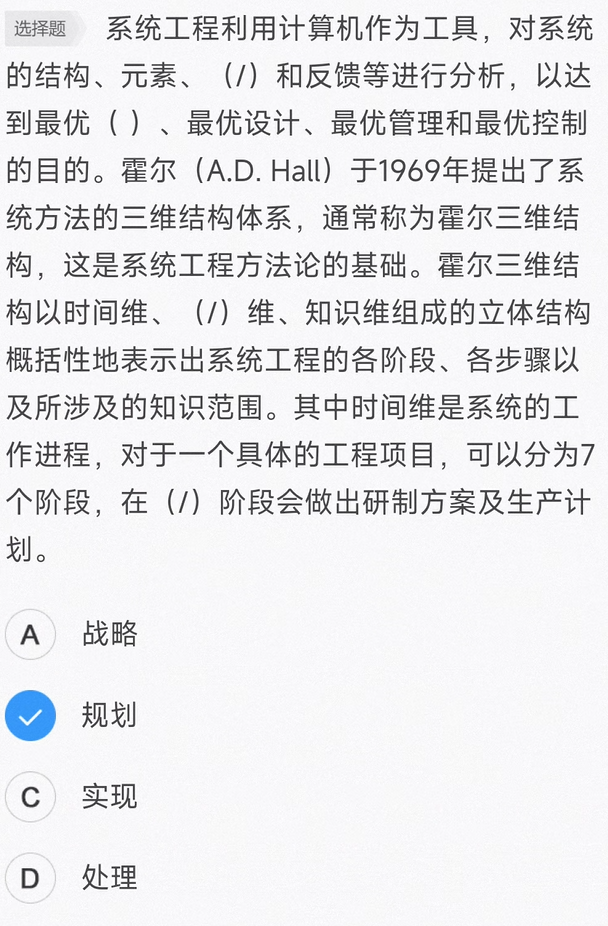 选择题 系统工程利用计算机作为工具，对系统
的结构、元素、（/）和反馈等进行分析，以达
到最优（ ）、最优设计、最优管理和最优控制
的目的。霍尔（A.D. Hall）于1969年提出了系
统方法的三维结构体系，通常称为霍尔三维结
构，这是系统工程方法论的基础。霍尔三维结
构以时间维、（/）维、知识维组成的立体结构
概括性地表示出系统工程的各阶段、各步骤以
及所涉及的知识范围。其中时间维是系统的工
作进程，对于一个具体的工程项目，可以分为7
个阶段，在（/）阶段会做出研制方案及生产计
划。
A 战略
规划
C 实现
D 处理